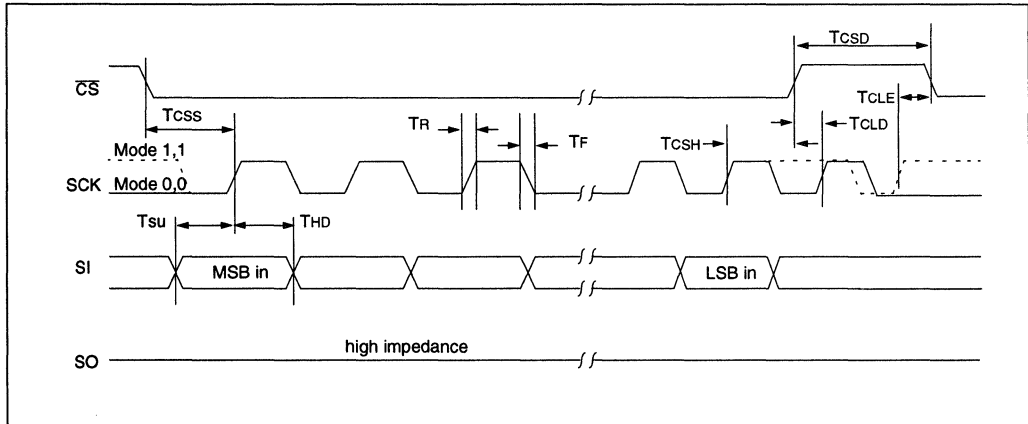 TCSD
CS
TCLE
TCSS
TR
TF
TCSH
TCLD
Mode 1,1
SCK
Mode 0,0
Tsu
THD
SI
MSB in
LSB in
high impedance
SO